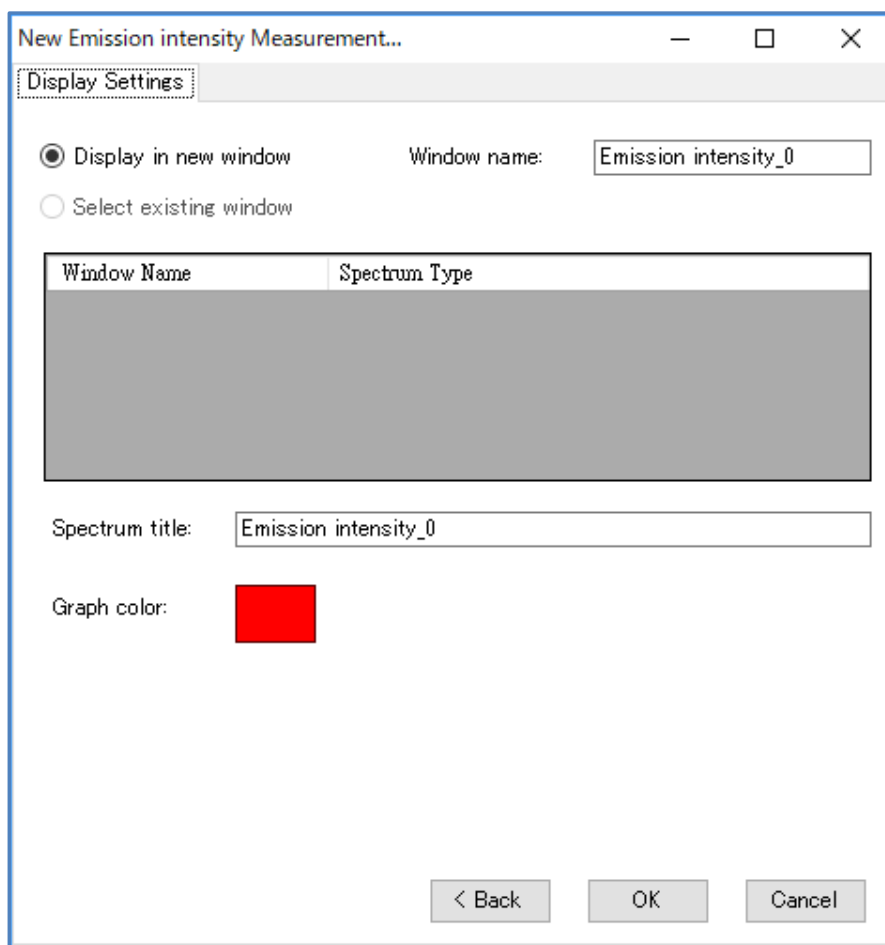 New Emission intensity Measurement...
Display Settings
Display in new window Window name: Emission intensity_0
Select existing window
Window Name Spectrum Type
Spectrum title: Emission intensity_0
Graph color:
< Back OK Cancel